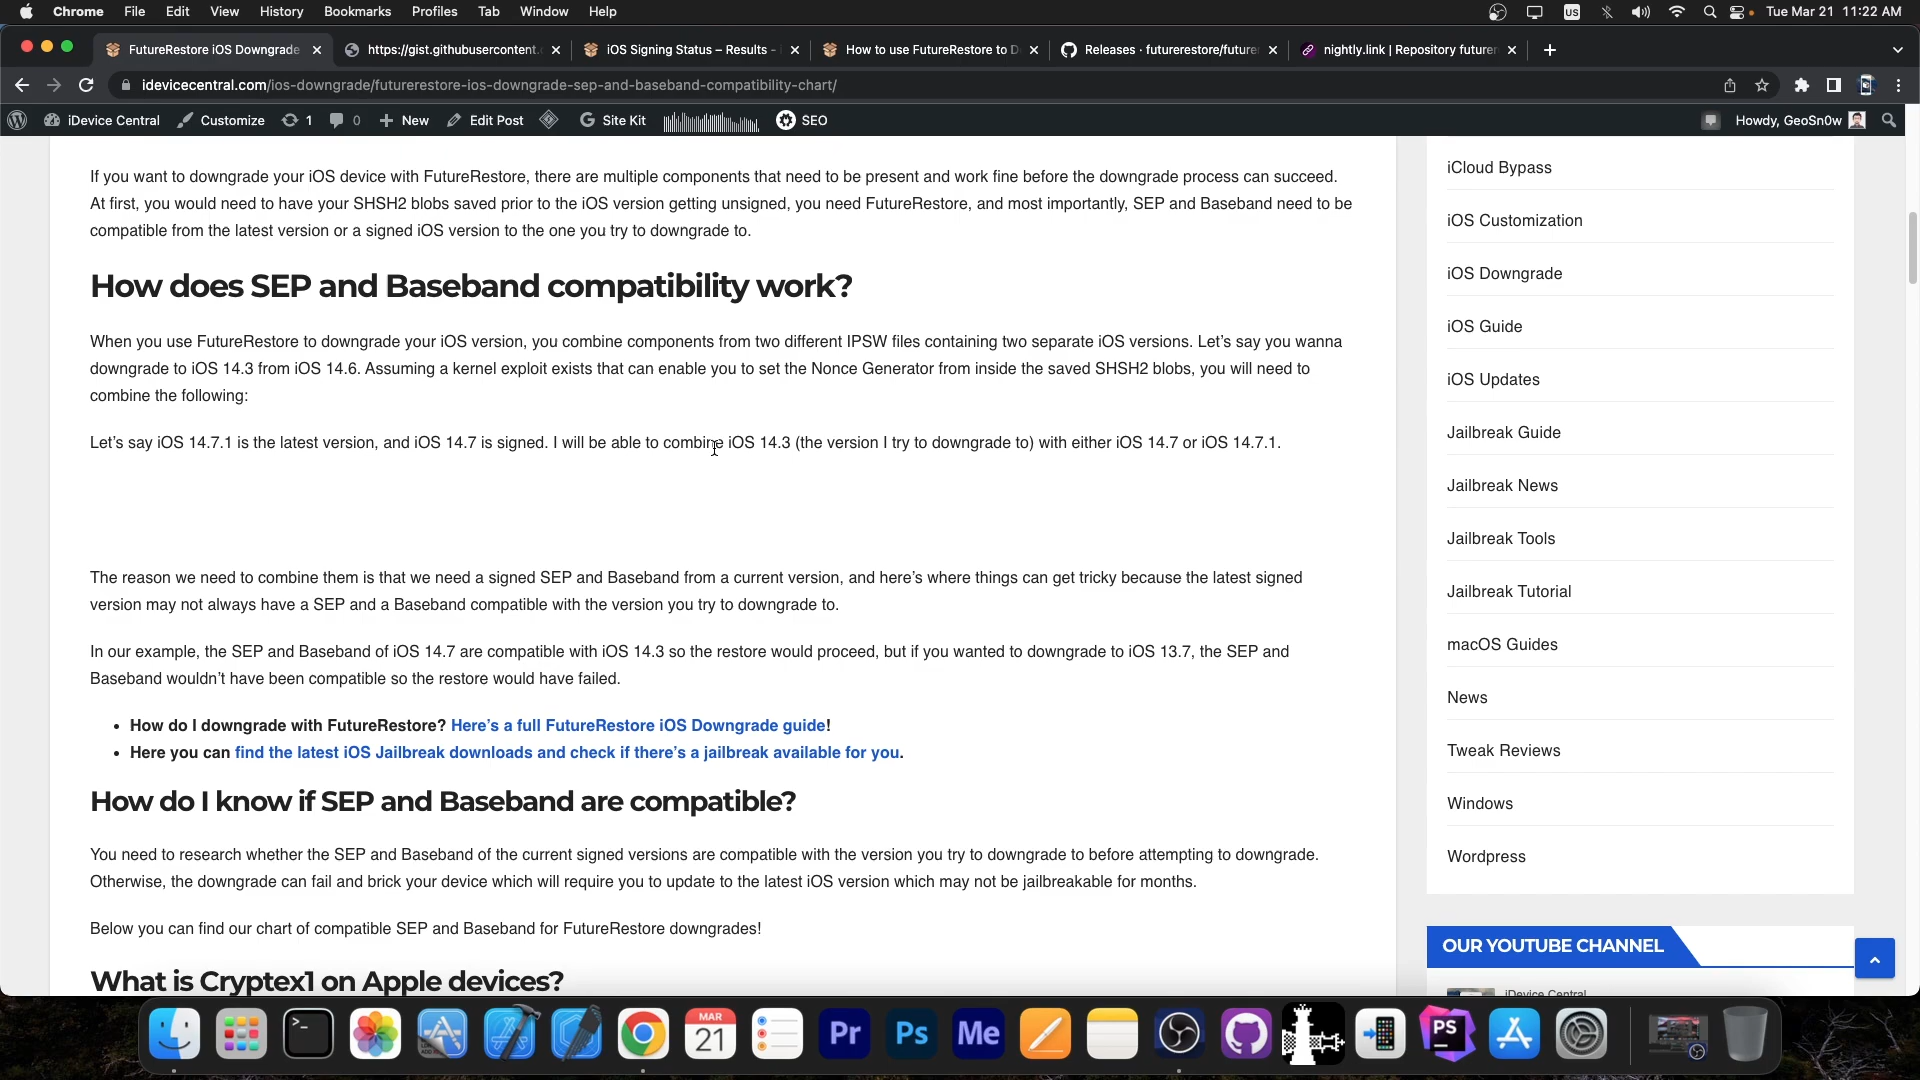 Chrome File Edit View History Bookmarks Profiles Tab Window Help US Tue Mar 21 11:22 AM
FutureRestore iOS Downgrade https://gist.githubusercontent. iOS Signing Status – Results - How to use FutureRestore to D Releases · futurerestore/future nightly.link | Repository future
idevicecentral.com/ios-downgrade/futurerestore-ios-downgrade-sep-and-baseband-compatibility-chart/
iDevice Central Customize 1 0 New Edit Post Site Kit SEO Howdy, GeoSn0w
If you want to downgrade your iOS device with FutureRestore, there are multiple components that need to be present and work fine before the downgrade process can succeed.
At first, you would need to have your SHSH2 blobs saved prior to the iOS version getting unsigned, you need FutureRestore, and most importantly, SEP and Baseband need to be
compatible from the latest version or a signed iOS version to the one you try to downgrade to.
How does SEP and Baseband compatibility work?
When you use FutureRestore to downgrade your iOS version, you combine components from two different IPSW files containing two separate iOS versions. Let’s say you wanna
downgrade to iOS 14.3 from iOS 14.6. Assuming a kernel exploit exists that can enable you to set the Nonce Generator from inside the saved SHSH2 blobs, you will need to
combine the following:
Let’s say iOS 14.7.1 is the latest version, and iOS 14.7 is signed. I will be able to combine iOS 14.3 (the version I try to downgrade to) with either iOS 14.7 or iOS 14.7.1.
The reason we need to combine them is that we need a signed SEP and Baseband from a current version, and here’s where things can get tricky because the latest signed
version may not always have a SEP and a Baseband compatible with the version you try to downgrade to.
In our example, the SEP and Baseband of iOS 14.7 are compatible with iOS 14.3 so the restore would proceed, but if you wanted to downgrade to iOS 13.7, the SEP and
Baseband wouldn’t have been compatible so the restore would have failed.
• How do I downgrade with FutureRestore? Here’s a full FutureRestore iOS Downgrade guide!
• Here you can find the latest iOS Jailbreak downloads and check if there’s a jailbreak available for you.
How do I know if SEP and Baseband are compatible?
You need to research whether the SEP and Baseband of the current signed versions are compatible with the version you try to downgrade to before attempting to downgrade.
Otherwise, the downgrade can fail and brick your device which will require you to update to the latest iOS version which may not be jailbreakable for months.
Below you can find our chart of compatible SEP and Baseband for FutureRestore downgrades!
What is Cryptex1 on Apple devices?
iCloud Bypass
iOS Customization
iOS Downgrade
iOS Guide
iOS Updates
Jailbreak Guide
Jailbreak News
Jailbreak Tools
Jailbreak Tutorial
macOS Guides
News
Tweak Reviews
Windows
Wordpress
OUR YOUTUBE CHANNEL
iDevice Central
MAR
21
Pr
Ps
Me
PS